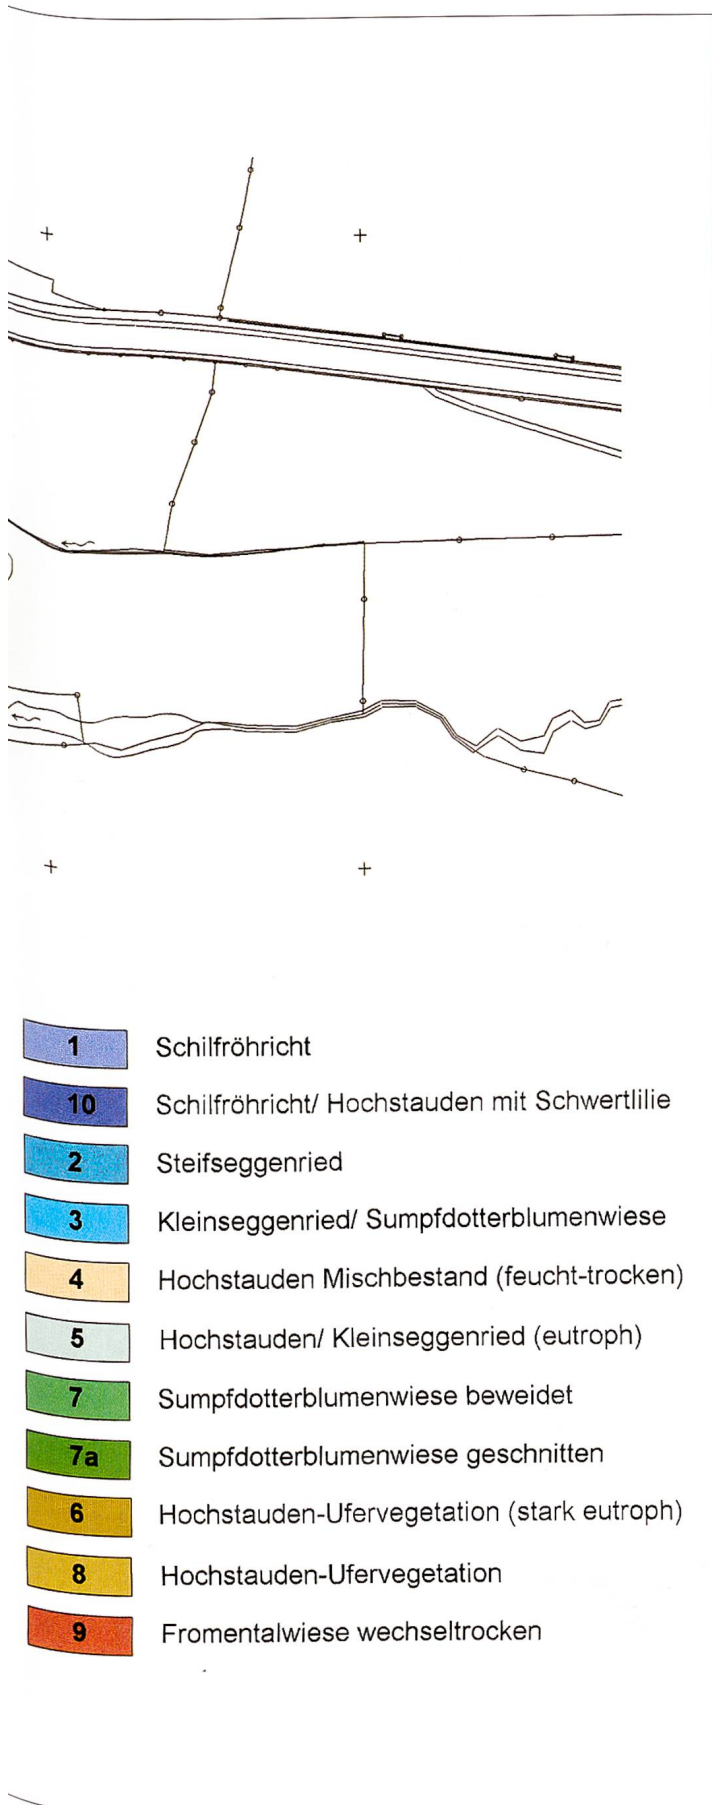 1 Schilfröhricht
10 Schilfröhricht/ Hochstauden mit Schwertlilie
2 Steifseggenried
3 Kleinseggenried/ Sumpfdotterblumenwiese
4 Hochstauden Mischbestand (feucht-trocken)
5 Hochstauden/ Kleinseggenried (eutroph)
7 Sumpfdotterblumenwiese beweidet
7a Sumpfdotterblumenwiese geschnitten
6 Hochstauden-Ufervegetation (stark eutroph)
8 Hochstauden-Ufervegetation
9 Fromentalwiese wechseltrocken